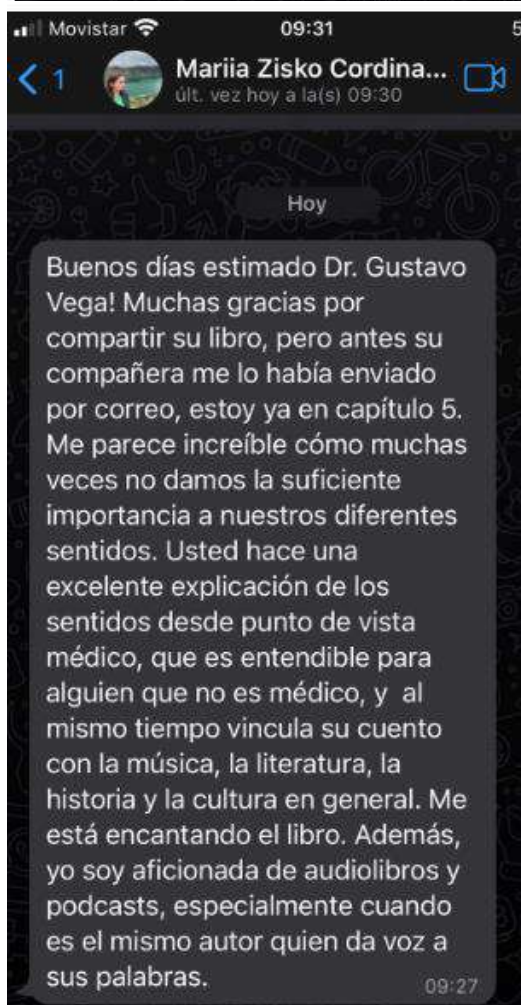 Movistar 09:31 5
1 Mariia Zisko Cordina...
últ. vez hoy a la(s) 09:30
Hoy
Buenos días estimado Dr. Gustavo
Vega! Muchas gracias por
compartir su libro, pero antes su
compañera me lo había enviado
por correo, estoy ya en capítulo 5.
Me parece increíble cómo muchas
veces no damos la suficiente
importancia a nuestros diferentes
sentidos. Usted hace una
excelente explicación de los
sentidos desde punto de vista
médico, que es entendible para
alguien que no es médico, y al
mismo tiempo vincula su cuento
con la música, la literatura, la
historia y la cultura en general. Me
está encantando el libro. Además,
yo soy aficionada de audiolibros y
podcasts, especialmente cuando
es el mismo autor quien da voz a
sus palabras.
09:27